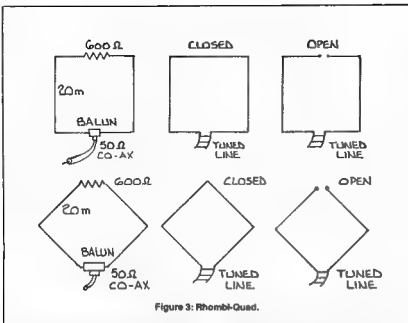 600Ω
CLOSED
OPEN
20m
BALUN
50Ω
CO-AX
TUNED
LINE
TUNED
LINE
600Ω
CLOSED
OPEN
20m
BALUN
50Ω
CO-AX
TUNED
LINE
TUNED
LINE
Figure 3: Rhombi-Quad.